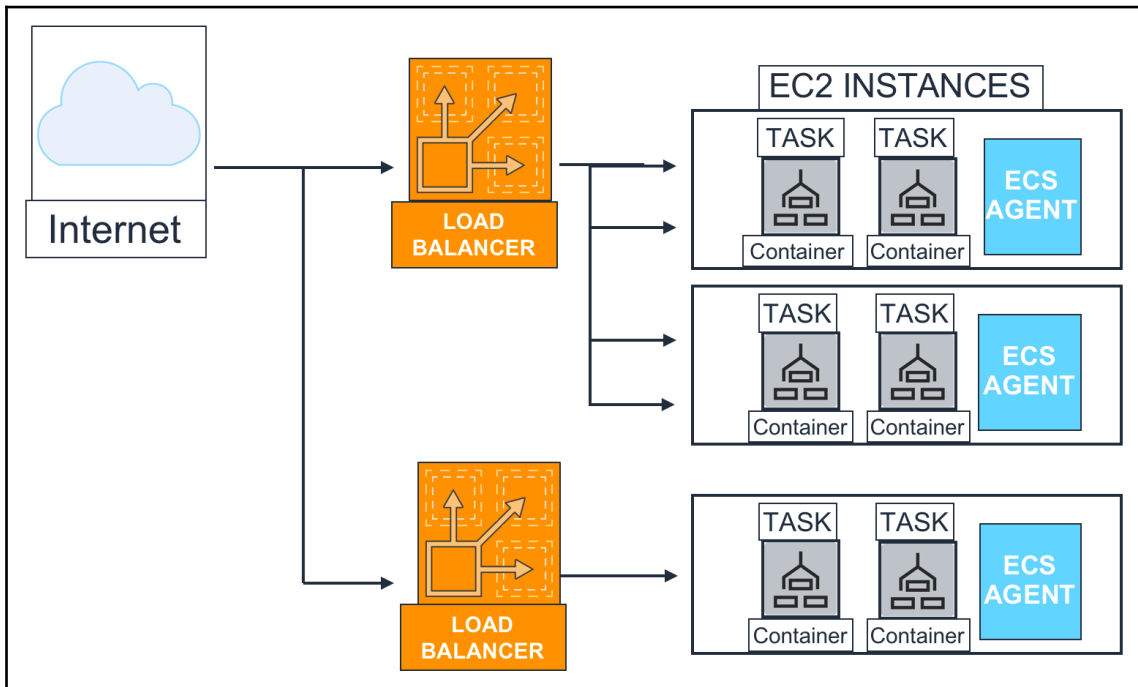 Internet
LOAD
BALANCER
EC2 INSTANCES
TASK
TASK
Container
Container
ECS
AGENT
TASK
TASK
Container
Container
ECS
AGENT
LOAD
BALANCER
TASK
TASK
Container
Container
ECS
AGENT